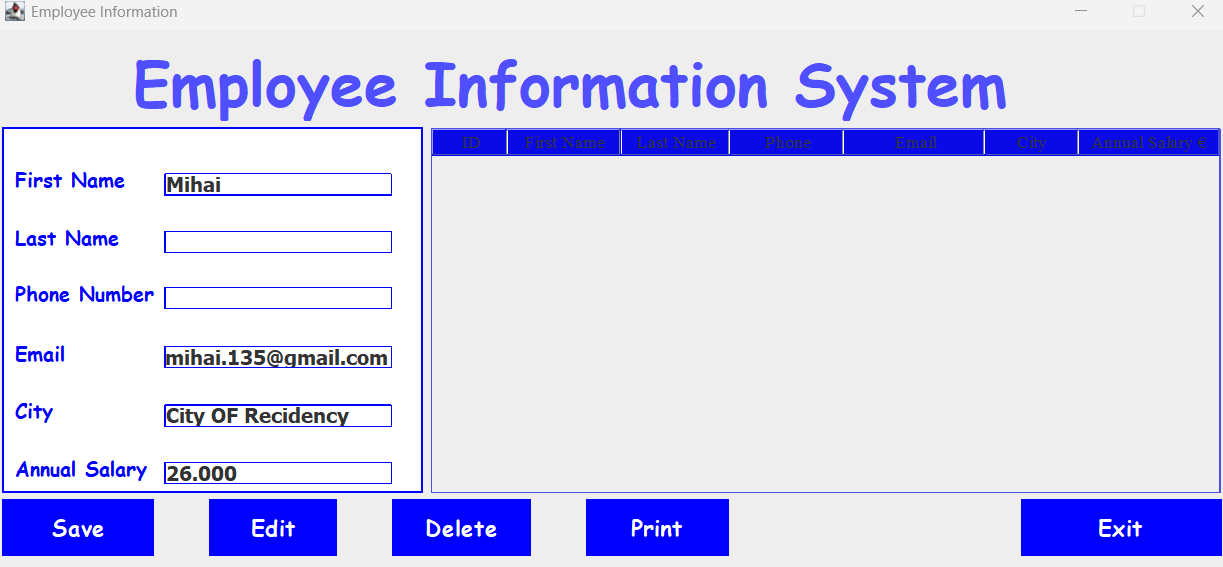 Employee Information
Employee Information System
ID First Name Last Name Phone Email City Annual Salary €
First Name Mihai
Last Name
Phone Number
Email mihai.135@gmail.com
City City OF Recidency
Annual Salary 26.000
Save Edit Delete Print Exit